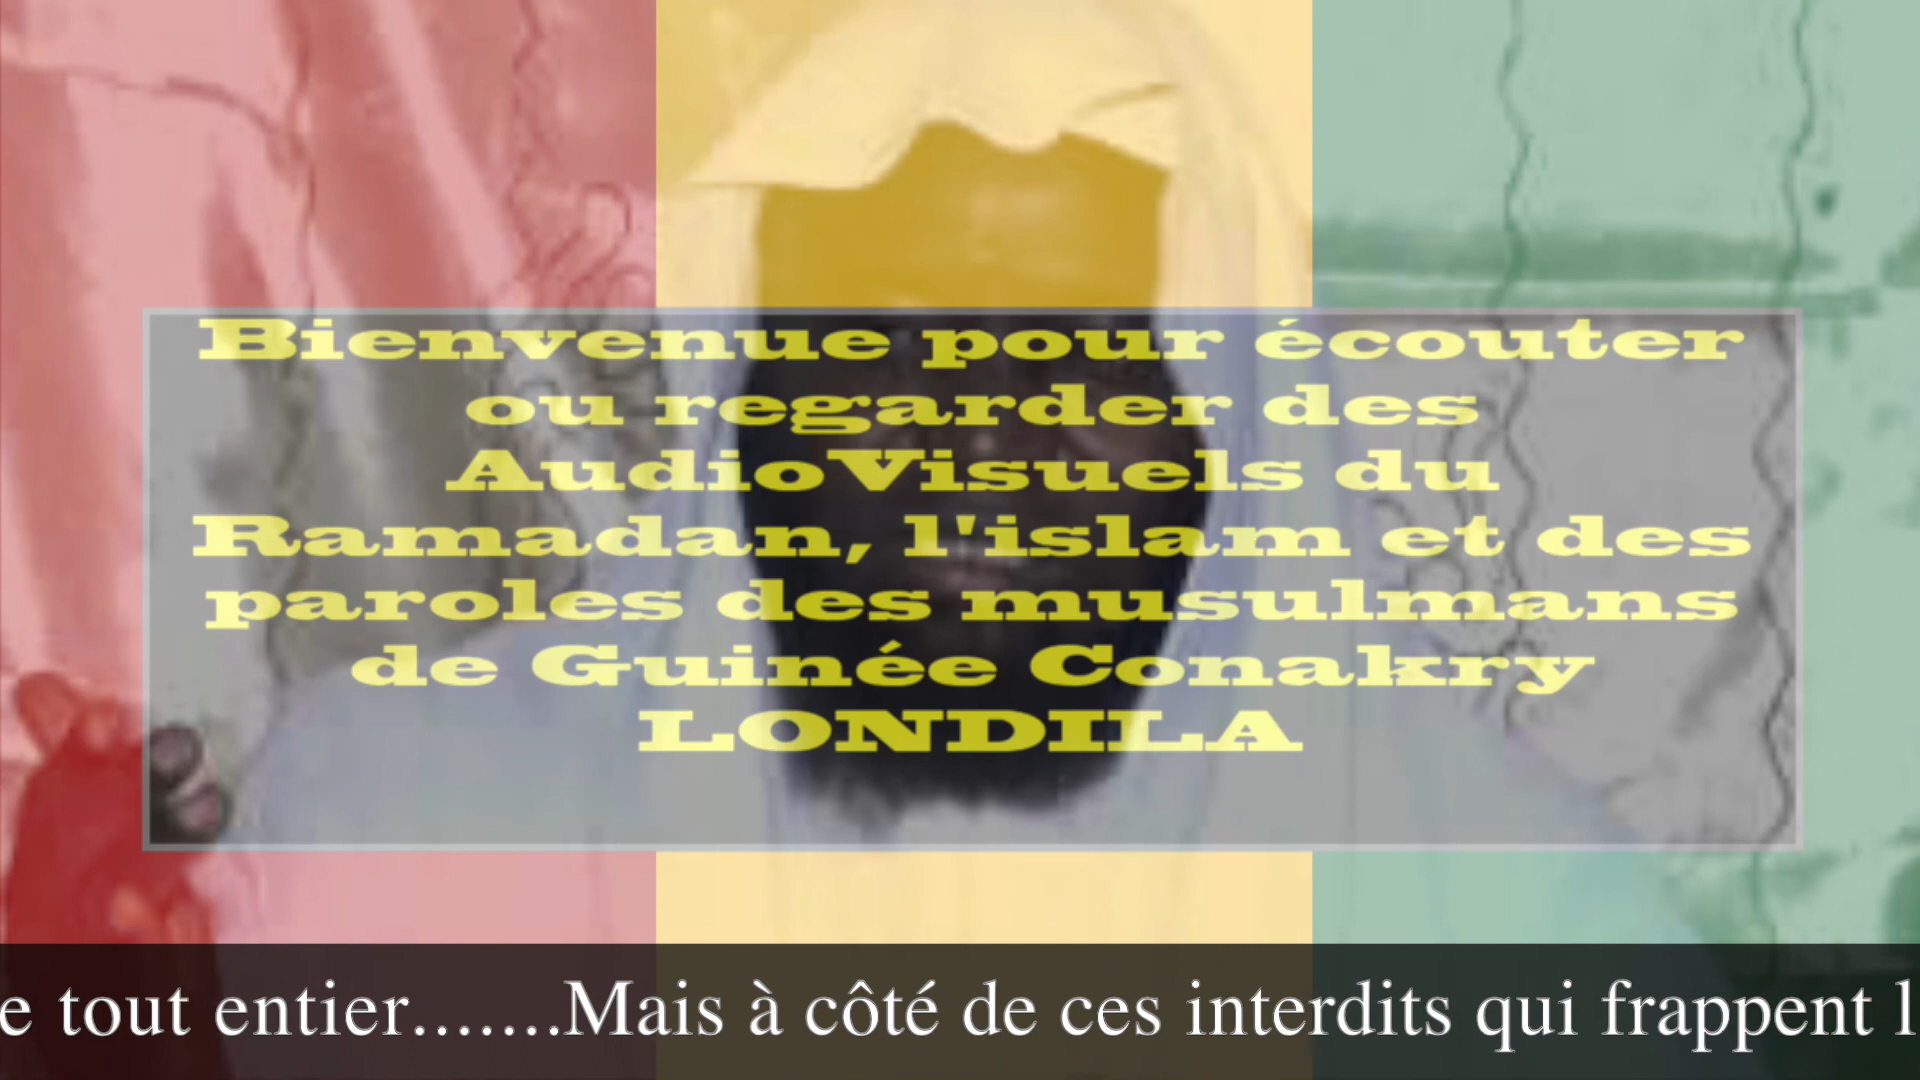 Bienvenue pour écouter
ou regarder des
AudioVisuels du
Ramadan, l'islam et des
paroles des musulmans
de Guinée Conakry
LONDILA
e tout entier.......Mais à côté de ces interdits qui frappent l